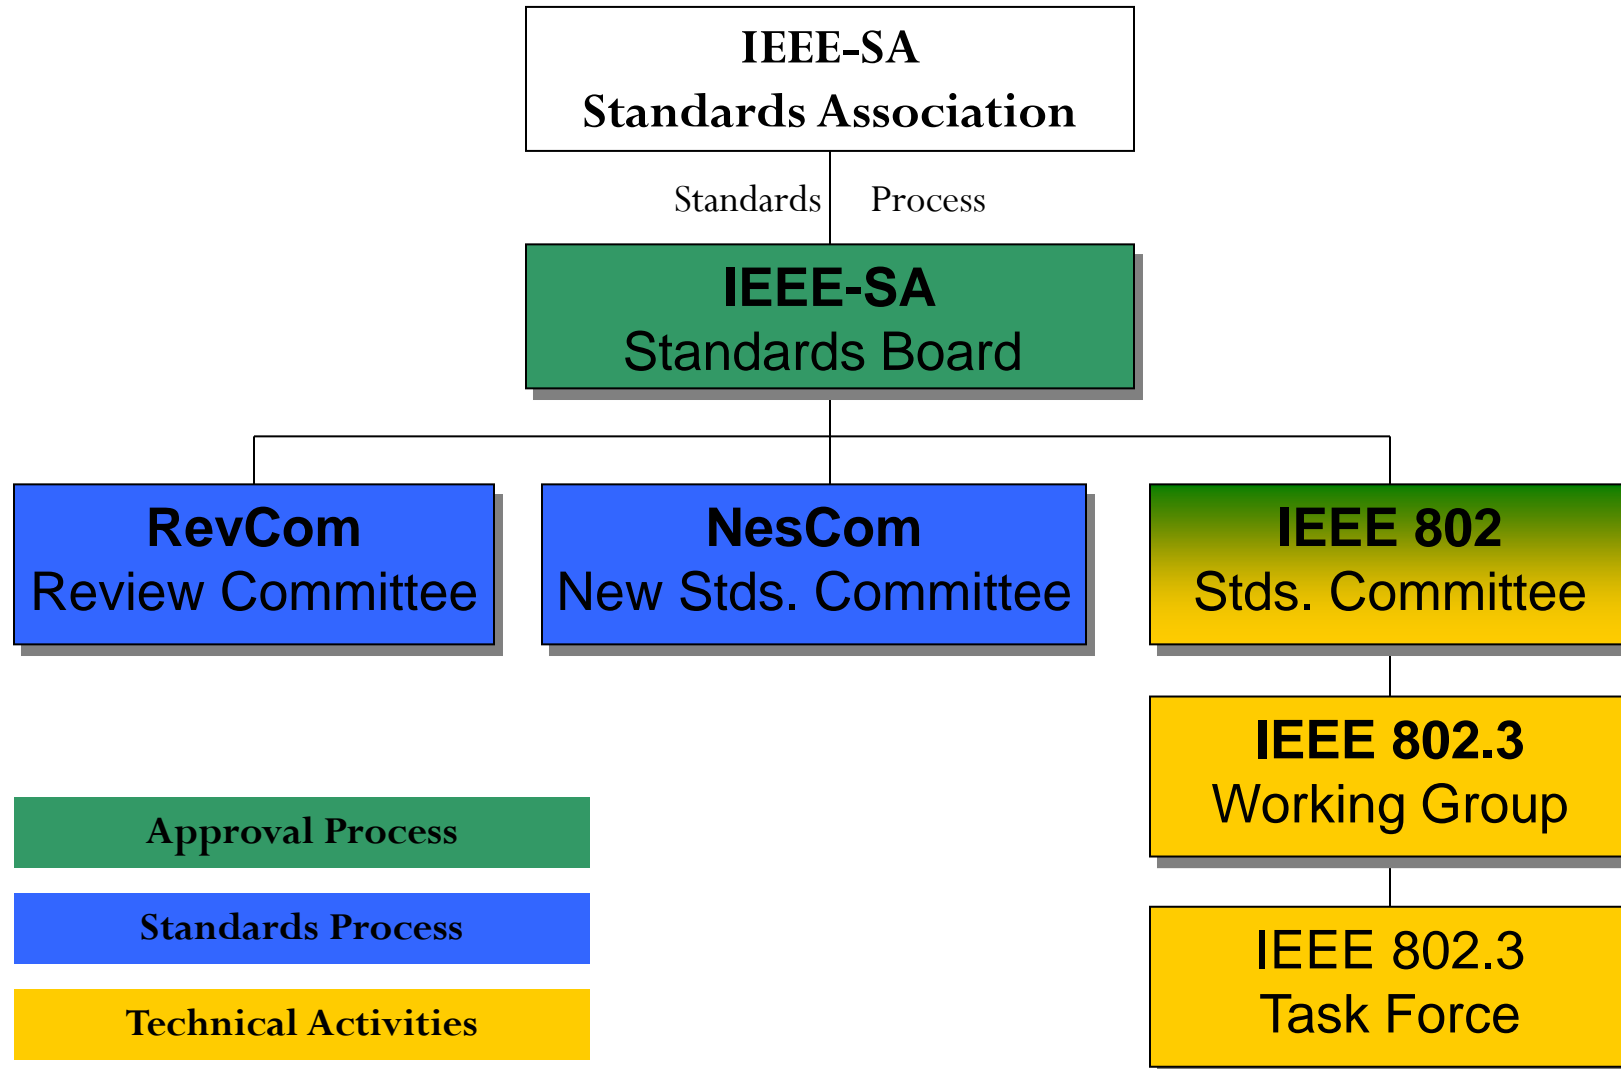 IEEE-SA
Standards Association
Standards Process
IEEE-SA
Standards Board
RevCom
Review Committee
NesCom
New Stds. Committee
IEEE 802
Stds. Committee
IEEE 802.3
Working Group
IEEE 802.3
Task Force
Approval Process
Standards Process
Technical Activities